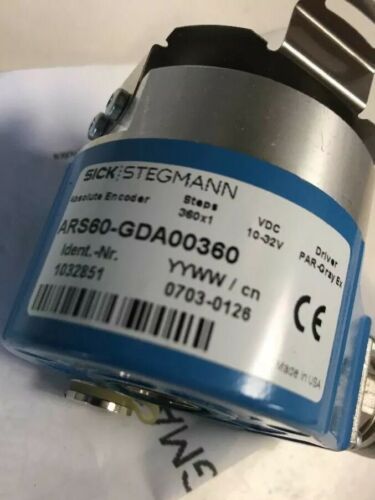 SICK STEGMANN
Absolute Encoder
Steps
360x1
VDC
10-32V
Driver
PAR-Gray Ex
ARS60-GDA00360
Ident.-Nr.
1032851
YYWW / cn
0703-0126
CE
Made in USA